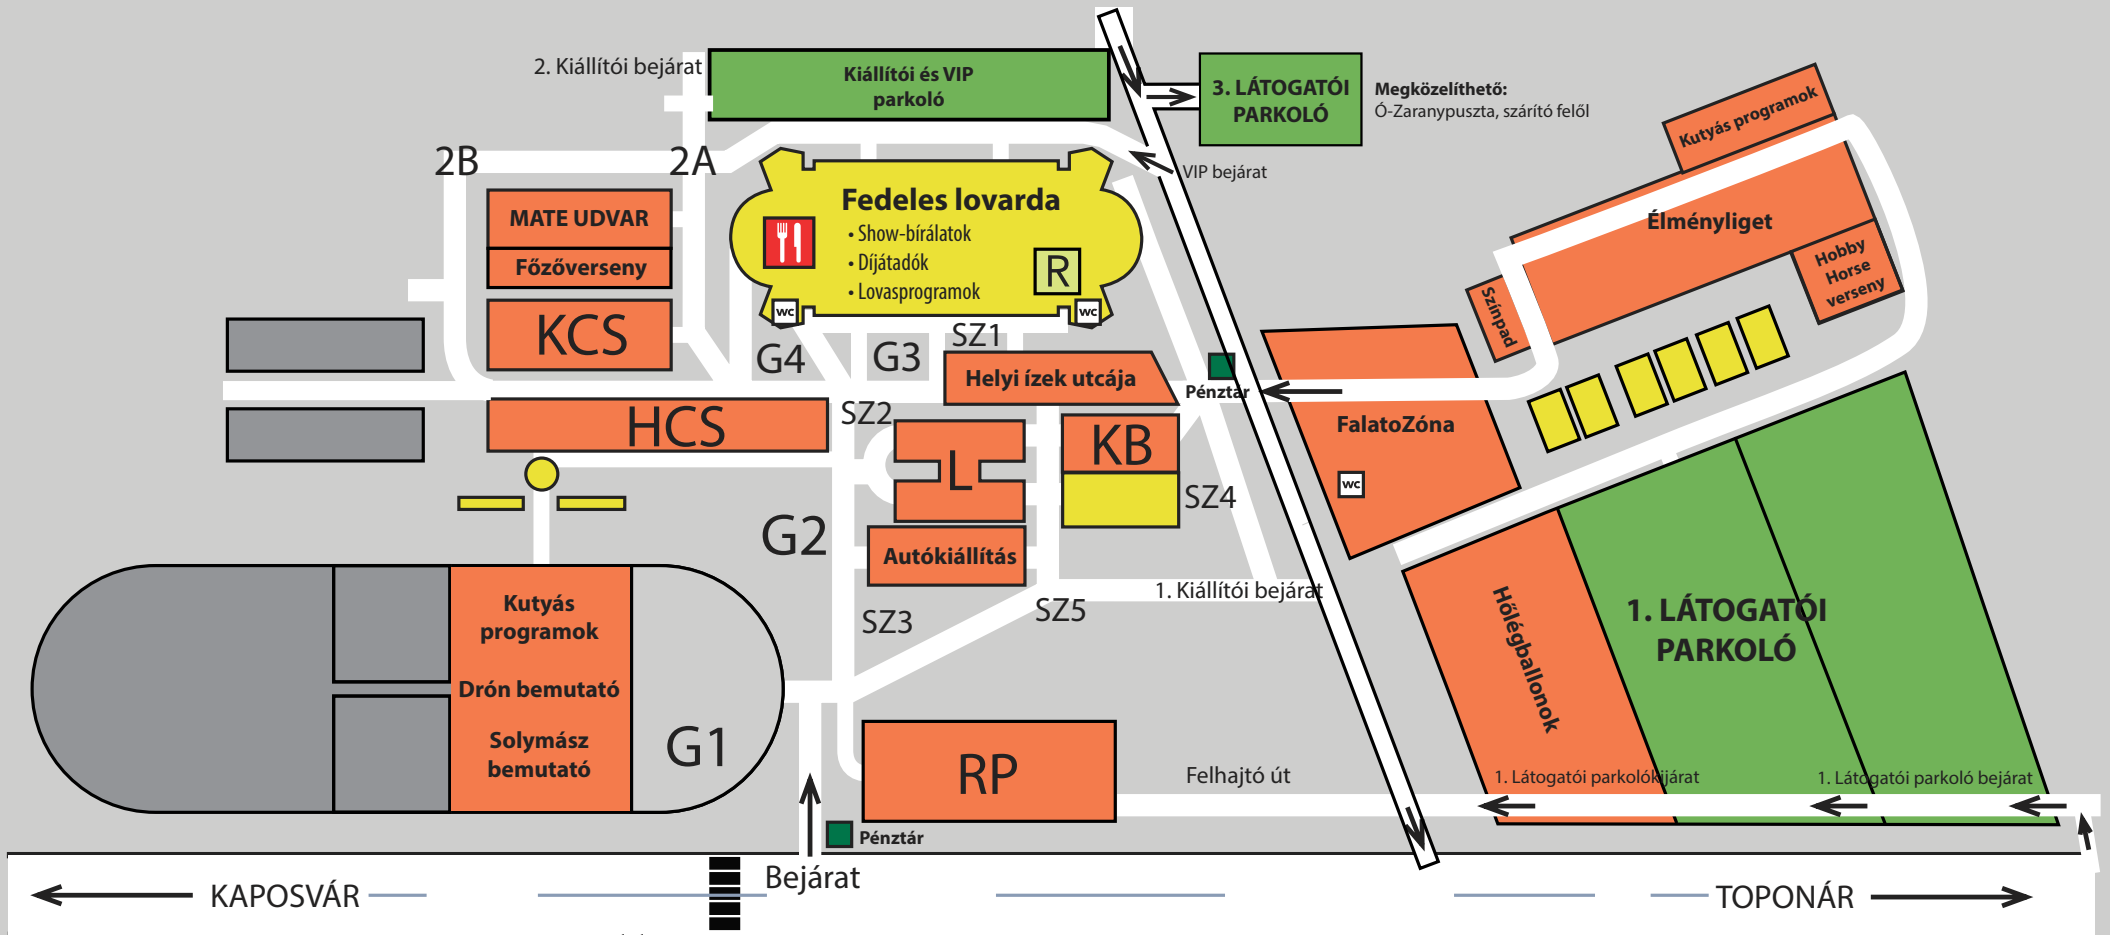 2. Kiállítói bejárat
Kiállítói és VIP
parkoló
3. LÁTOGATÓI
PARKOLÓ
Megközelíthető:
Ó-Zaranypuszta, szárító felől
VIP bejárat
2B
2A
MATE UDVAR
Főzőverseny
KCS
HCS
Fedeles lovarda
• Show-bírálatok
• Díjátadók
• Lovasprogramok
R
wc
wc
G4
G3
SZ1
Helyi ízek utcája
SZ2
L
KB
SZ4
Autókiállítás
G2
SZ3
SZ5
1. Kiállítói bejárat
Pénztár
FalatoZóna
wc
Kutyás programok
Élményliget
Hobby
Horse
verseny
Színpad
Hőlégballonok
1. LÁTOGATÓI
PARKOLÓ
1. Látogatói parkolókijárat
1. Látogatói parkoló bejárat
Kutyás
programok
Drón bemutató
Solymász
bemutató
G1
RP
Felhajtó út
Pénztár
Bejárat
KAPOSVÁR
TOPONÁR